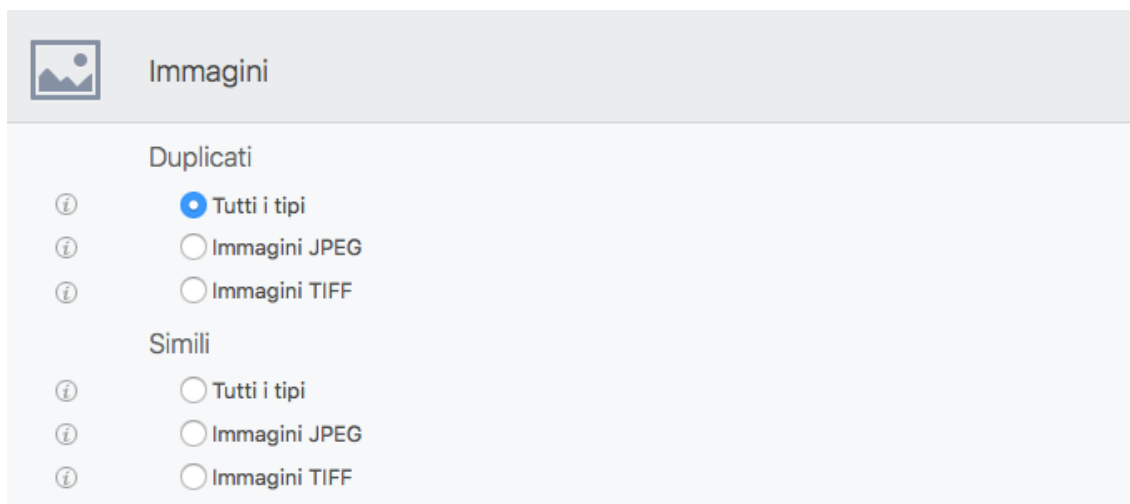 Immagini
Duplicati
Tutti i tipi
Immagini JPEG
Immagini TIFF
Simili
Tutti i tipi
Immagini JPEG
Immagini TIFF